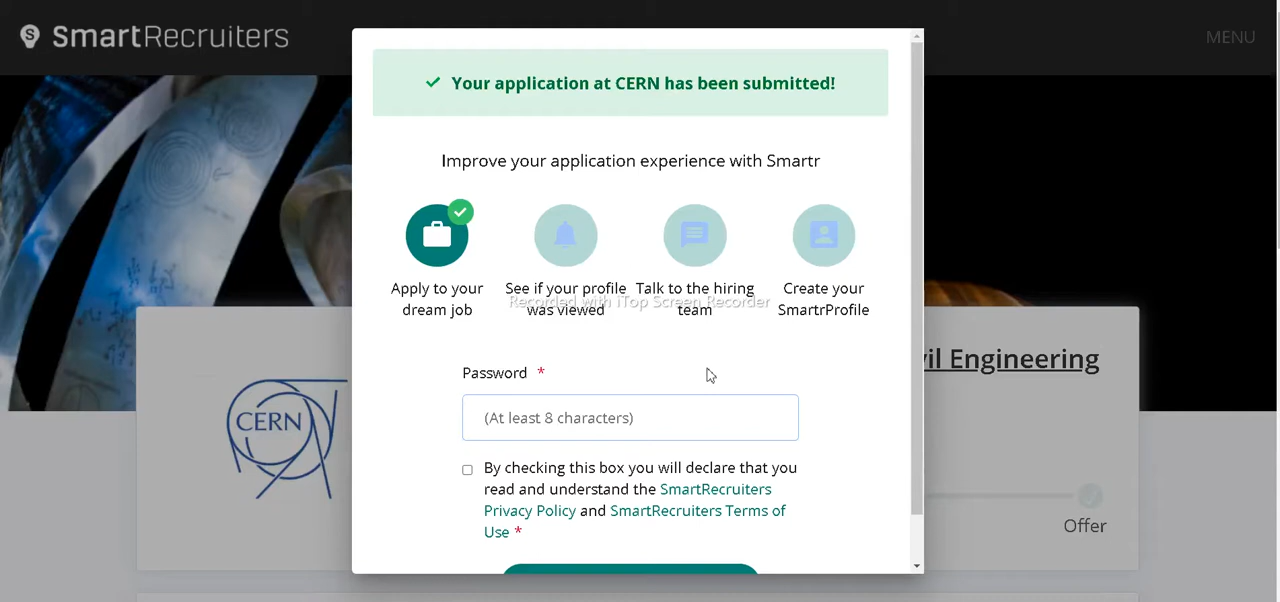 SmartRecruiters
MENU
Your application at CERN has been submitted!
Improve your application experience with Smartr
Apply to your
dream job
See if your profile
was viewed
Talk to the hiring
team
Create your
SmartrProfile
Recorded with iTop Screen Recorder
Password *
(At least 8 characters)
By checking this box you will declare that you
read and understand the SmartRecruiters
Privacy Policy and SmartRecruiters Terms of
Use *
CERN
vil Engineering
Offer